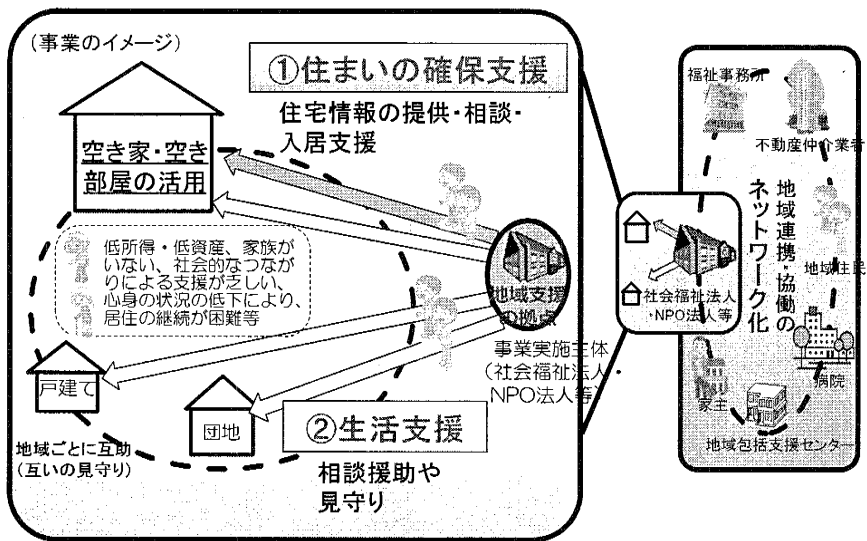 (事業のイメージ)
①住まいの確保支援
住宅情報の提供・相談・
入居支援
空き家・空き
部屋の活用
低所得・低資産、家族が
いない、社会的なつなが
りによる支援が乏しい、
心身の状況の低下により、
居住の継続が困難等
地域支援
の拠点
事業実施主体
(社会福祉法人・
NPO法人等)
戸建て
団地
②生活支援
相談援助や
見守り
地域ごとに互助
(互いの見守り)
福祉事務所
不動産仲介業者
地域連携・協働の
ネットワーク化
地域住民
社会福祉法人
・NPO法人等
病院
家主
地域包括支援センター